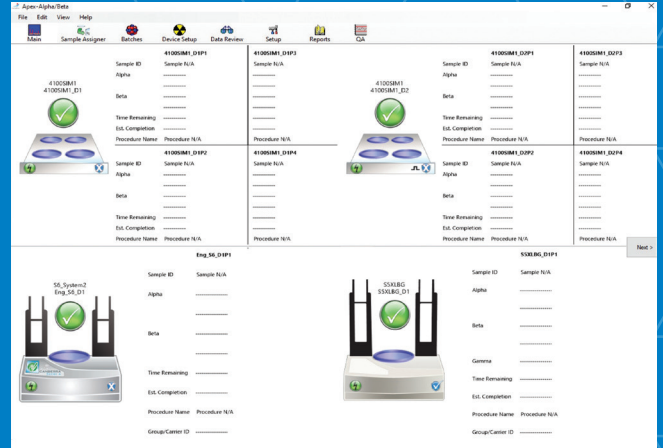 Apex-Alpha/Beta
File Edit View Help
Main Sample Assigner Batches Device Setup Data Review Setup Reports QA
4100SIM1_D1P1 4100SIM1_D1P3 4100SIM1_D2P1 4100SIM1_D2P3
Sample ID Sample N/A Sample N/A Sample ID Sample N/A Sample N/A
Alpha ----------- ----------- Alpha ----------- -----------
4100SIM1 4100SIM1
4100SIM1_D1 4100SIM1_D2
Beta ----------- ----------- Beta ----------- -----------
Time Remaining ----------- ----------- Time Remaining ----------- -----------
Est. Completion ----------- ----------- Est. Completion ----------- -----------
Procedure Name Procedure N/A Procedure N/A Procedure Name Procedure N/A Procedure N/A
4100SIM1_D1P2 4100SIM1_D1P4 4100SIM1_D2P2 4100SIM1_D2P4
Sample ID Sample N/A Sample N/A Sample ID Sample N/A Sample N/A
Alpha ----------- ----------- Alpha ----------- -----------
Beta ----------- ----------- Beta ----------- -----------
Time Remaining ----------- ----------- Time Remaining ----------- -----------
Est. Completion ----------- ----------- Est. Completion ----------- -----------
Procedure Name Procedure N/A Procedure N/A Procedure Name Procedure N/A Procedure N/A
Next >
Eng_S6_D1P1 S5XLBG_D1P1
Sample ID Sample N/A Sample ID Sample N/A
S6_System2 S5XLBG
Eng_S6_D1 S5XLBG_D1
Alpha ----------- Alpha -----------
Beta ----------- Beta -----------
Gamma -----------
Time Remaining ----------- Time Remaining -----------
Est. Completion ----------- Est. Completion -----------
Procedure Name Procedure N/A Procedure Name Procedure N/A
Group/Carrier ID ----------- Group/Carrier ID -----------